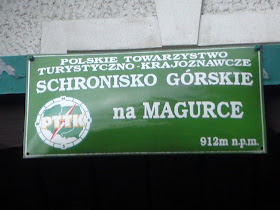 POLSKIE TOWARZYSTWO
TURYSTYCZNO-KRAJOZNAWCZE
SCHRONISKO GÓRSKIE
na MAGURCE
PTTK
912m n.p.m.